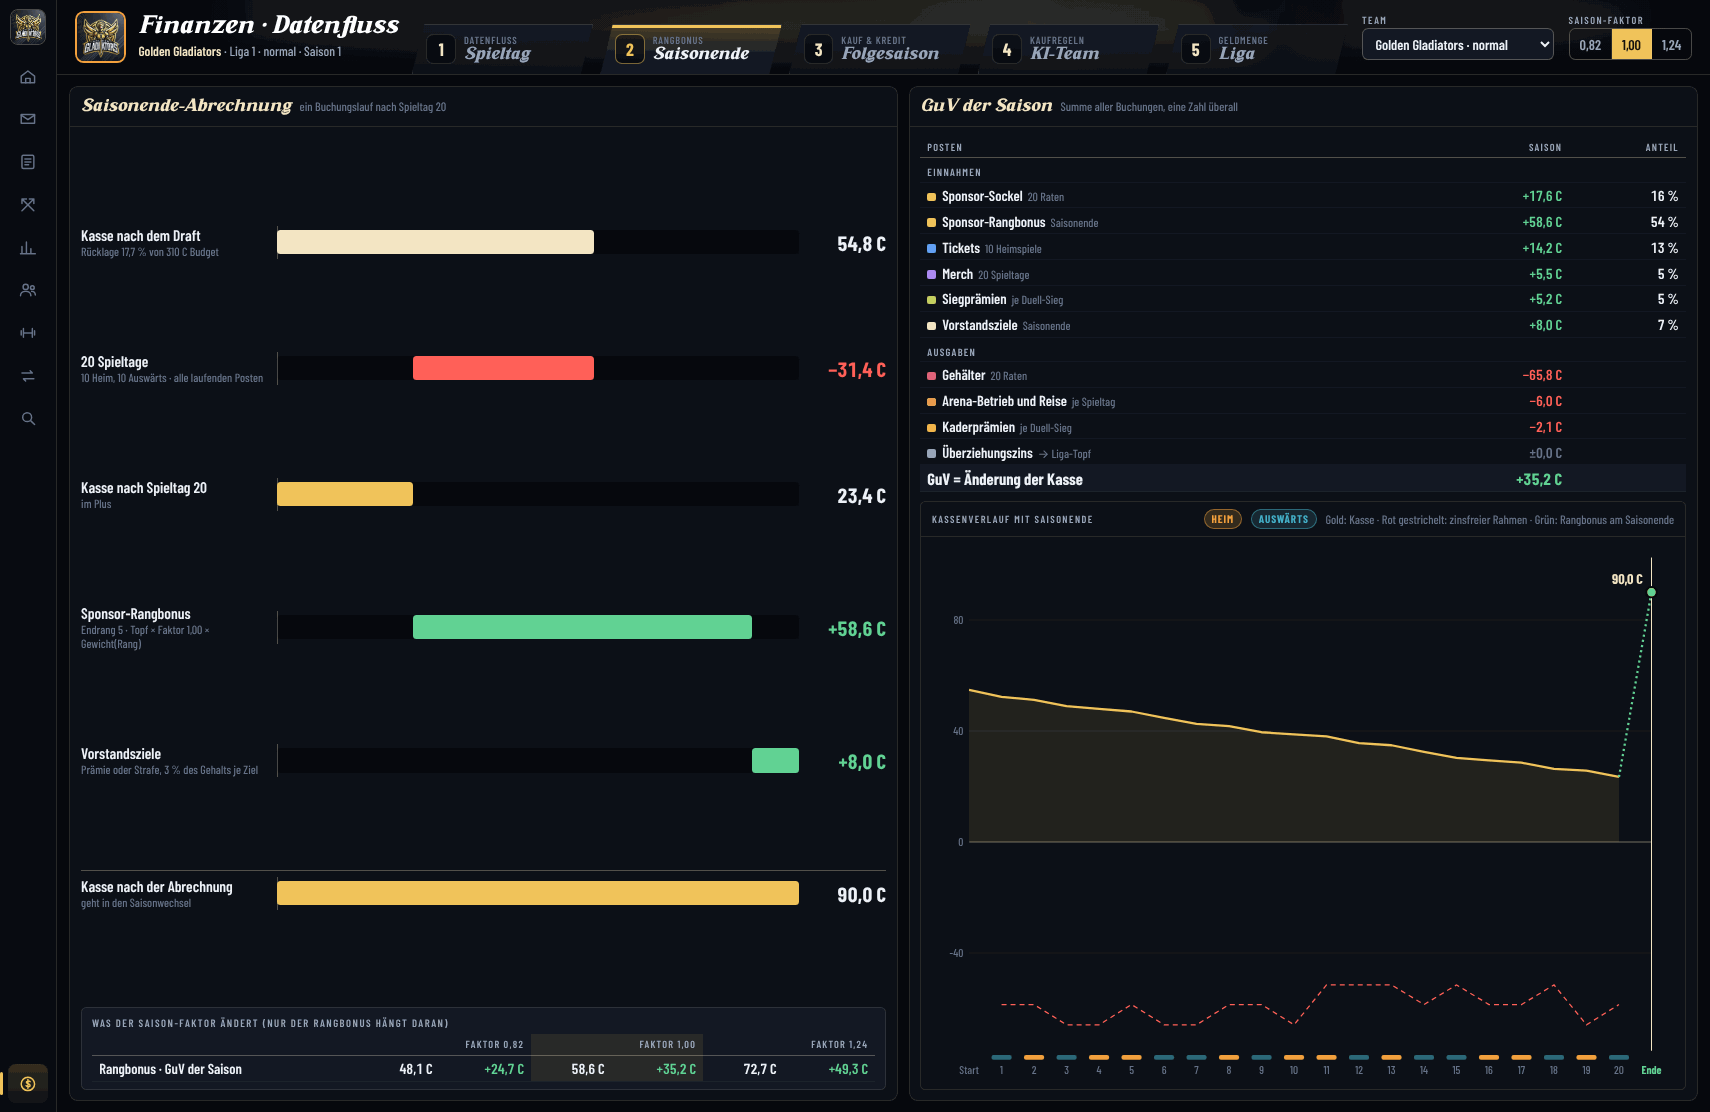 Finanzen · Datenfluss
Golden Gladiators · Liga 1 · normal · Saison 1
1 DATENFLUSS Spieltag
2 RANGBONUS Saisonende
3 KAUF & KREDIT Folgesaison
4 KAUFREGELN KI-Team
5 GELDMENGE Liga
TEAM
Golden Gladiators · normal
SAISON-FAKTOR
0,82 1,00 1,24
Saisonende-Abrechnung ein Buchungslauf nach Spieltag 20
Kasse nach dem Draft
Rücklage 17,7 % von 310 C Budget
54,8 C
20 Spieltage
10 Heim, 10 Auswärts · alle laufenden Posten
−31,4 C
Kasse nach Spieltag 20
im Plus
23,4 C
Sponsor-Rangbonus
Endrang 5 · Topf × Faktor 1,00 ×
Gewicht(Rang)
+58,6 C
Vorstandsziele
Prämie oder Strafe, 3 % des Gehalts je Ziel
+8,0 C
Kasse nach der Abrechnung
geht in den Saisonwechsel
90,0 C
WAS DER SAISON-FAKTOR ÄNDERT (NUR DER RANGBONUS HÄNGT DARAN)
FAKTOR 0,82 FAKTOR 1,00 FAKTOR 1,24
Rangbonus · GuV der Saison 48,1 C +24,7 C 58,6 C +35,2 C 72,7 C +49,3 C
GuV der Saison Summe aller Buchungen, eine Zahl überall
POSTEN SAISON ANTEIL
EINNAHMEN
Sponsor-Sockel 20 Raten +17,6 C 16 %
Sponsor-Rangbonus Saisonende +58,6 C 54 %
Tickets 10 Heimspiele +14,2 C 13 %
Merch 20 Spieltage +5,5 C 5 %
Siegprämien je Duell-Sieg +5,2 C 5 %
Vorstandsziele Saisonende +8,0 C 7 %
AUSGABEN
Gehälter 20 Raten −65,8 C
Arena-Betrieb und Reise je Spieltag −6,0 C
Kaderprämien je Duell-Sieg −2,1 C
Überziehungszins → Liga-Topf ±0,0 C
GuV = Änderung der Kasse +35,2 C
KASSENVERLAUF MIT SAISONENDE HEIM AUSWÄRTS Gold: Kasse · Rot gestrichelt: zinsfreier Rahmen · Grün: Rangbonus am Saisonende
90,0 C
80
40
0
−40
Start 1 2 3 4 5 6 7 8 9 10 11 12 13 14 15 16 17 18 19 20 Ende